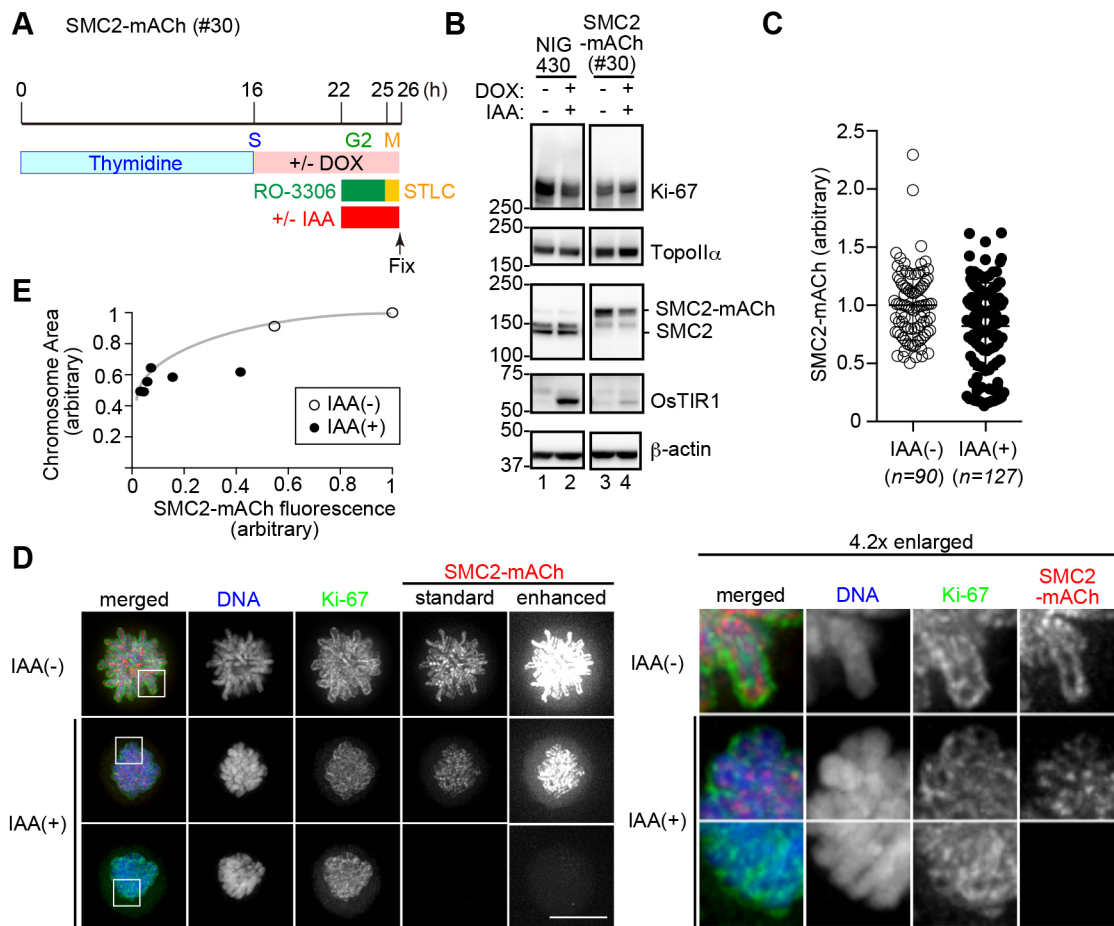 A SMC2-mACh (#30)
0 16 22 25 26 (h)
S G2 M
Thymidine +/- DOX
RO-3306 STLC
+/- IAA
Fix
B
NIG 430
SMC2 -mACh (#30)
DOX: - + - +
IAA: - + - +
Ki-67
250
250
TopoIIα
150
SMC2-mACh
150
SMC2
100
75
OsTIR1
50
50
β-actin
37
1 2 3 4
C
SMC2-mACh (arbitrary)
2.5
2.0
1.5
1.0
0.5
0
IAA(-) IAA(+)
(n=90) (n=127)
E
Chromosome Area
(arbitrary)
1
0.8
0.6
0.4
0.2
IAA(-)
IAA(+)
0 0.2 0.4 0.6 0.8 1
SMC2-mACh fluorescence
(arbitrary)
D
SMC2-mACh
merged DNA Ki-67 standard enhanced
IAA(-)
IAA(+)
4.2x enlarged
merged DNA Ki-67 SMC2
-mACh
IAA(-)
IAA(+)